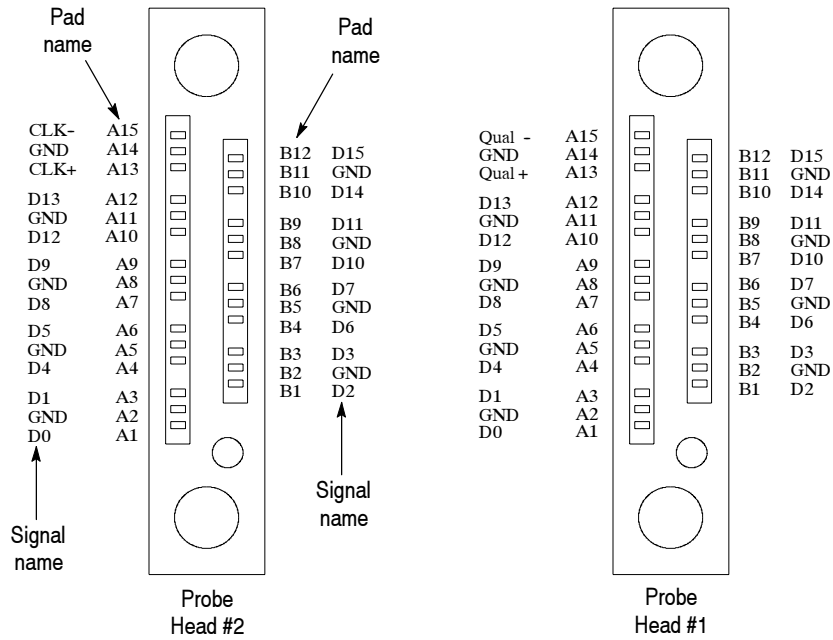 Pad
name
Pad
name
CLK- A15
GND A14
CLK+ A13
D13 A12
GND A11
D12 A10
D9 A9
GND A8
D8 A7
D5 A6
GND A5
D4 A4
D1 A3
GND A2
D0 A1
B12 D15
B11 GND
B10 D14
B9 D11
B8 GND
B7 D10
B6 D7
B5 GND
B4 D6
B3 D3
B2 GND
B1 D2
Signal
name
Signal
name
Probe
Head #2
Qual - A15
GND A14
Qual + A13
D13 A12
GND A11
D12 A10
D9 A9
GND A8
D8 A7
D5 A6
GND A5
D4 A4
D1 A3
GND A2
D0 A1
B12 D15
B11 GND
B10 D14
B9 D11
B8 GND
B7 D10
B6 D7
B5 GND
B4 D6
B3 D3
B2 GND
B1 D2
Probe
Head #1